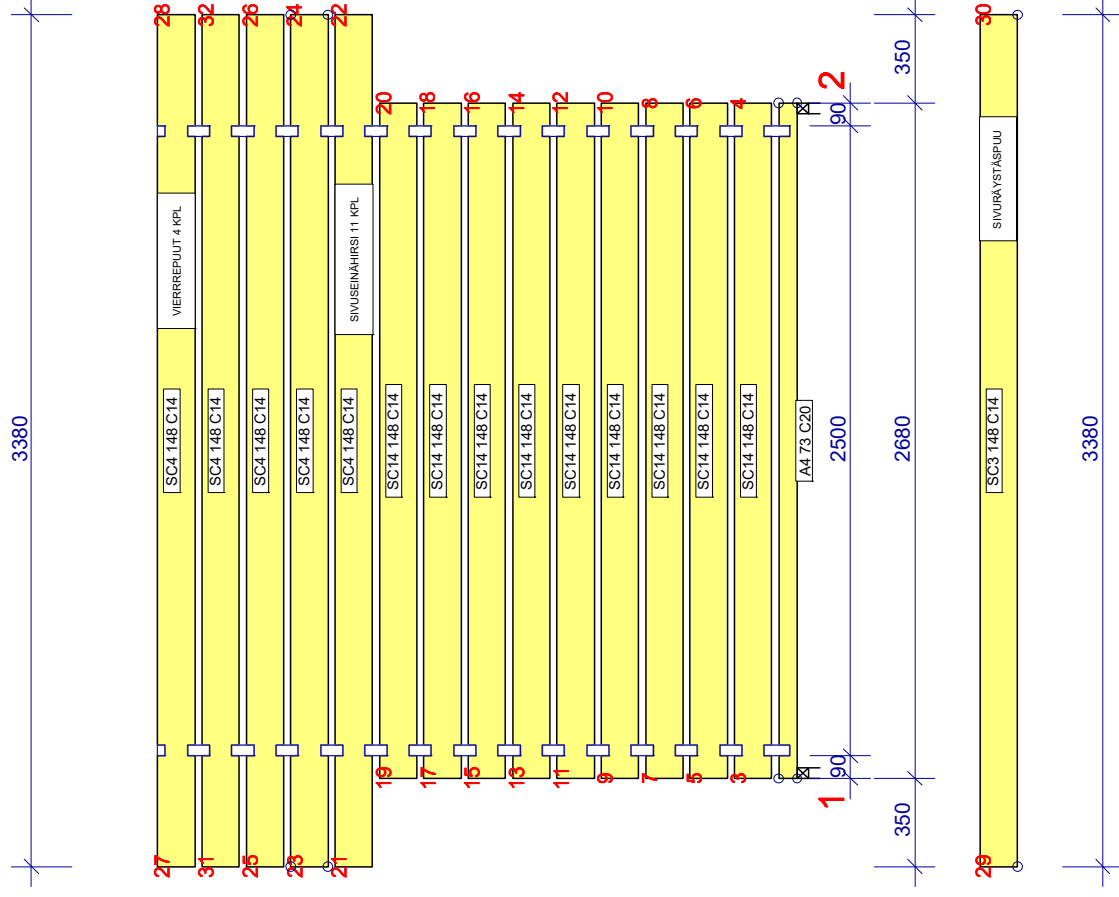 28
32
26
24
22
20
18
16
14
12
10
8
6
4
2
30
350
90
VIERRREPUUT 4 KPL
SIVUSEINÄHIRSI 11 KPL
SIVURÄYSTÄSPUU
3380
SC4 148 C14
SC4 148 C14
SC4 148 C14
SC4 148 C14
SC4 148 C14
SC14 148 C14
SC14 148 C14
SC14 148 C14
SC14 148 C14
SC14 148 C14
SC14 148 C14
SC14 148 C14
SC14 148 C14
SC14 148 C14
A4 73 C20
2500
2680
SC3 148 C14
3380
27
31
25
23
21
19
17
15
13
11
9
7
5
3
1
90
350
29